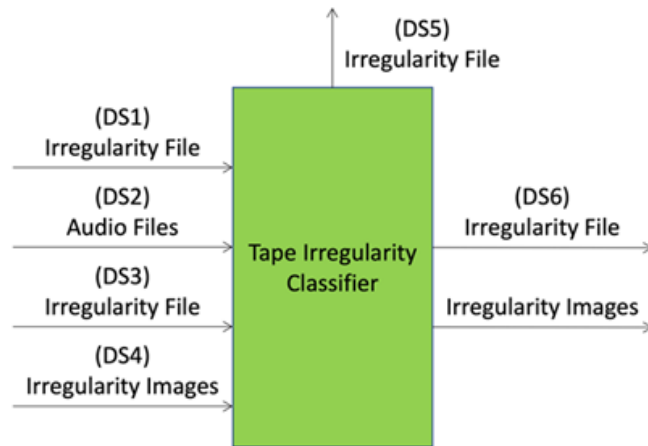 (DS5)
Irregularity File
(DS1)
Irregularity File
(DS2)
Audio Files
(DS3)
Irregularity File
(DS4)
Irregularity Images
Tape Irregularity
Classifier
(DS6)
Irregularity File
Irregularity Images